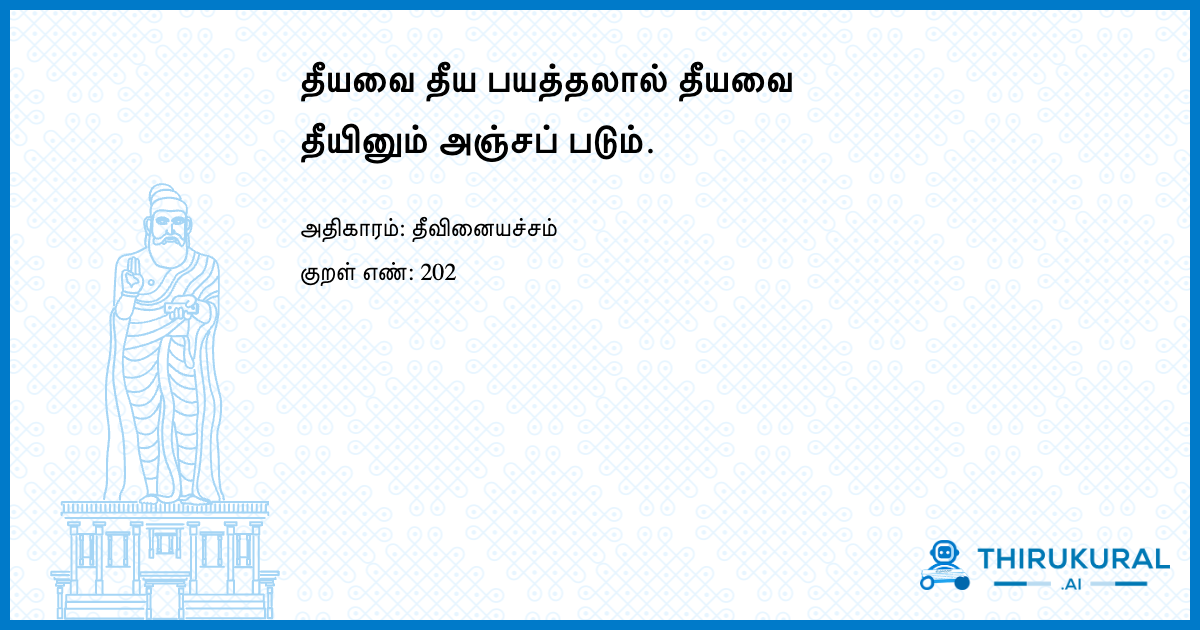 தீயவை தீய பயத்தலால் தீயவை
தீயினும் அஞ்சப் படும்.
அதிகாரம்: தீவினையச்சம்
குறள் எண்: 202
THIRUKURAL
.AI